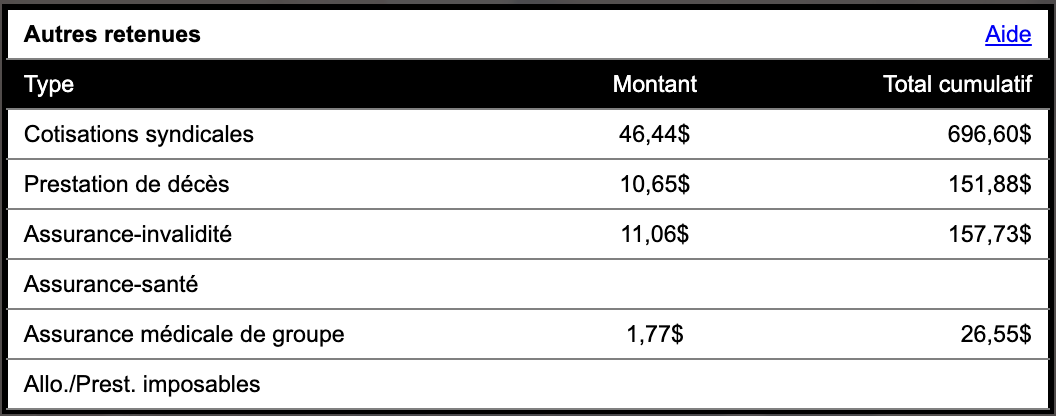 Autres retenues Aide
Type Montant Total cumulatif
Cotisations syndicales 46,44$ 696,60$
Prestation de décès 10,65$ 151,88$
Assurance-invalidité 11,06$ 157,73$
Assurance-santé
Assurance médicale de groupe 1,77$ 26,55$
Allo./Prest. imposables